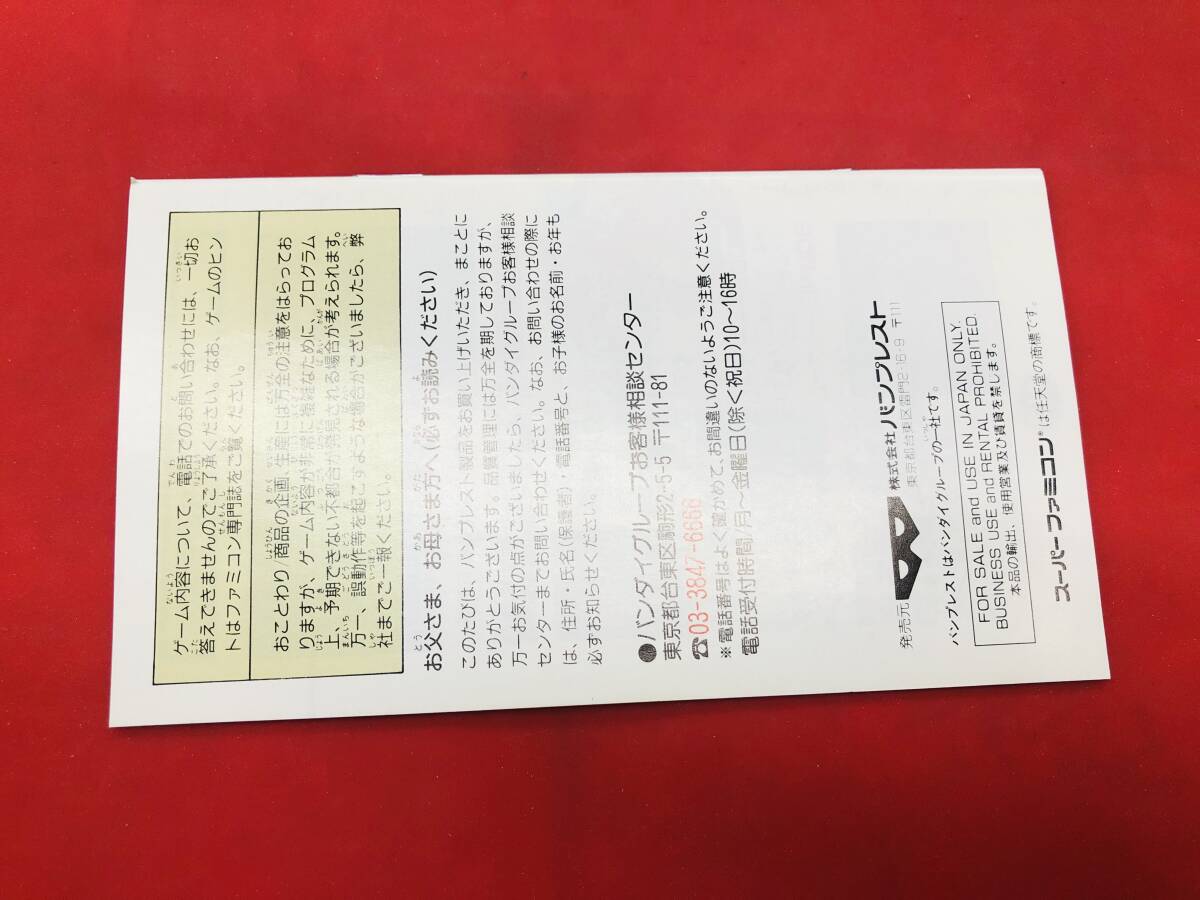 ゲーム内容について、電話でのお問い合わせには、一切お
答えできませんのでご了承ください。なお、ゲームのヒン
トはファミコン専門誌をご覧ください。
おことわり/商品の企画、生産には万全の注意をはらってお
りますが、ゲーム内容が非常に複雑なために、プログラム
上、予期できない不都合が発見される場合が考えられます。
万一、誤動作等を起こすような場合がございましたら、弊
社までご一報ください。
お父さま、お母さま方へ(必ずお読みください)
このたびは、バンプレスト製品をお買い上げいただき、まことに
ありがとうございます。品質管理には万全を期しておりますが、
万一お気付の点がございましたら、バンダイグループお客様相談
センターまでお問い合わせください。なお、お問い合わせの際に
は、住所・氏名(保護者)・電話番号と、お子様のお名前・お年も
必ずお知らせください。
●バンダイグループお客様相談センター
東京都台東区駒形2-5-5 〒111-81
☎03-3847-6666
※電話番号はよく確かめて、お間違いのないようご注意ください。
電話受付時間/月〜金曜日(除く祝日)10〜16時
発売元 株式会社 バンプレスト
東京都台東区雷門2-16-9 〒111
バンプレストはバンダイグループの一社です。
FOR SALE and USE IN JAPAN ONLY.
BUSINESS USE and RENTAL PROHIBITED.
本品の輸出、使用営業及び賃貸を禁じます。
スーパーファミコン®は任天堂の商標です。